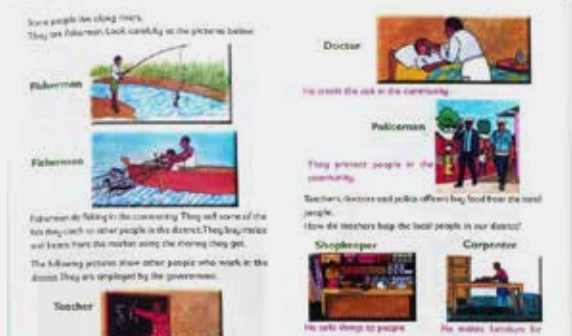 Some people live along rivers.
They are fishermen. Look carefully at the pictures below.
Fisherman
Fisherman
Fishermen do fishing in the community. They sell some of the
fish they catch to other people in the district. They buy maize
and beans from the market using the money they get.
The following pictures show other people who work in the
district. They are employed by the government.
Teacher
Doctor
He treats the sick in the community.
Policeman
They protect people in the
community.
Teachers, doctors and police officers buy food from the local
people.
How do teachers help the local people in our district?
Shopkeeper
Carpenter
He sells things to people
He makes furniture for